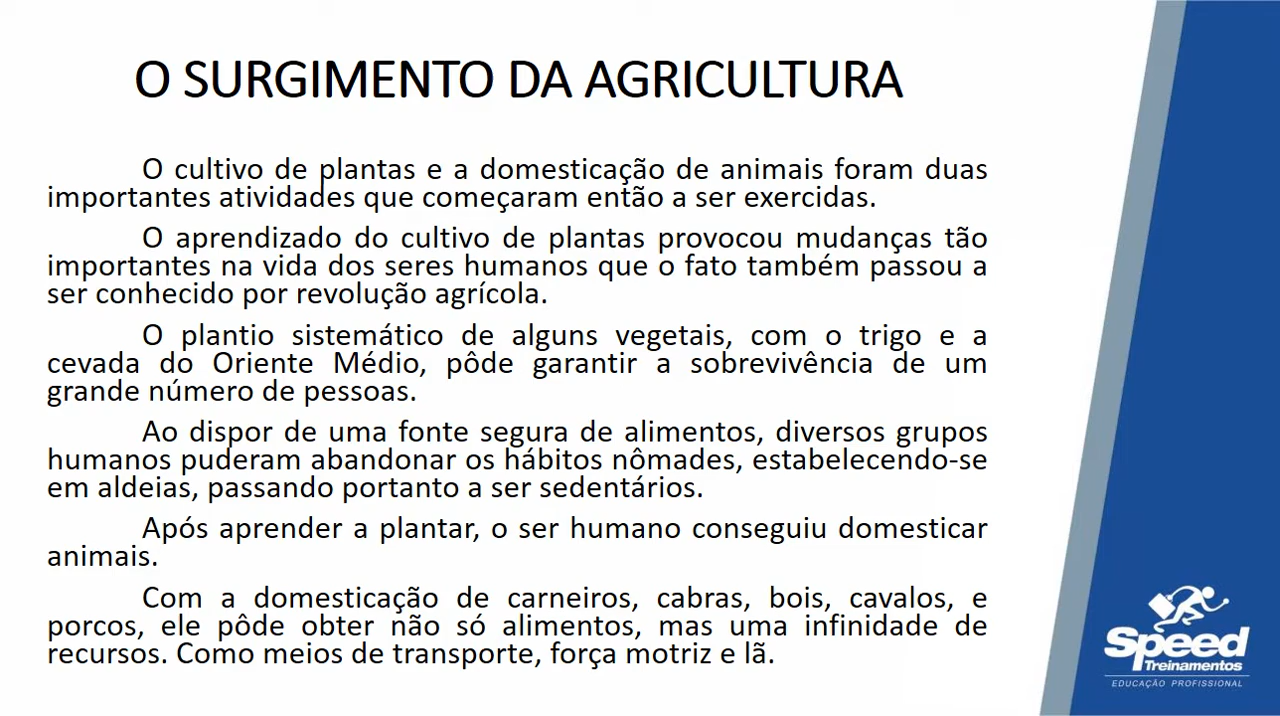 O SURGIMENTO DA AGRICULTURA
O cultivo de plantas e a domesticação de animais foram duas
importantes atividades que começaram então a ser exercidas.
O aprendizado do cultivo de plantas provocou mudanças tão
importantes na vida dos seres humanos que o fato também passou a
ser conhecido por revolução agrícola.
O plantio sistemático de alguns vegetais, com o trigo e a
cevada do Oriente Médio, pôde garantir a sobrevivência de um
grande número de pessoas.
Ao dispor de uma fonte segura de alimentos, diversos grupos
humanos puderam abandonar os hábitos nômades, estabelecendo-se
em aldeias, passando portanto a ser sedentários.
Após aprender a plantar, o ser humano conseguiu domesticar
animais.
Com a domesticação de carneiros, cabras, bois, cavalos, e
porcos, ele pôde obter não só alimentos, mas uma infinidade de
recursos. Como meios de transporte, força motriz e lã.
Speed
Treinamentos
EDUCAÇÃO PROFISSIONAL